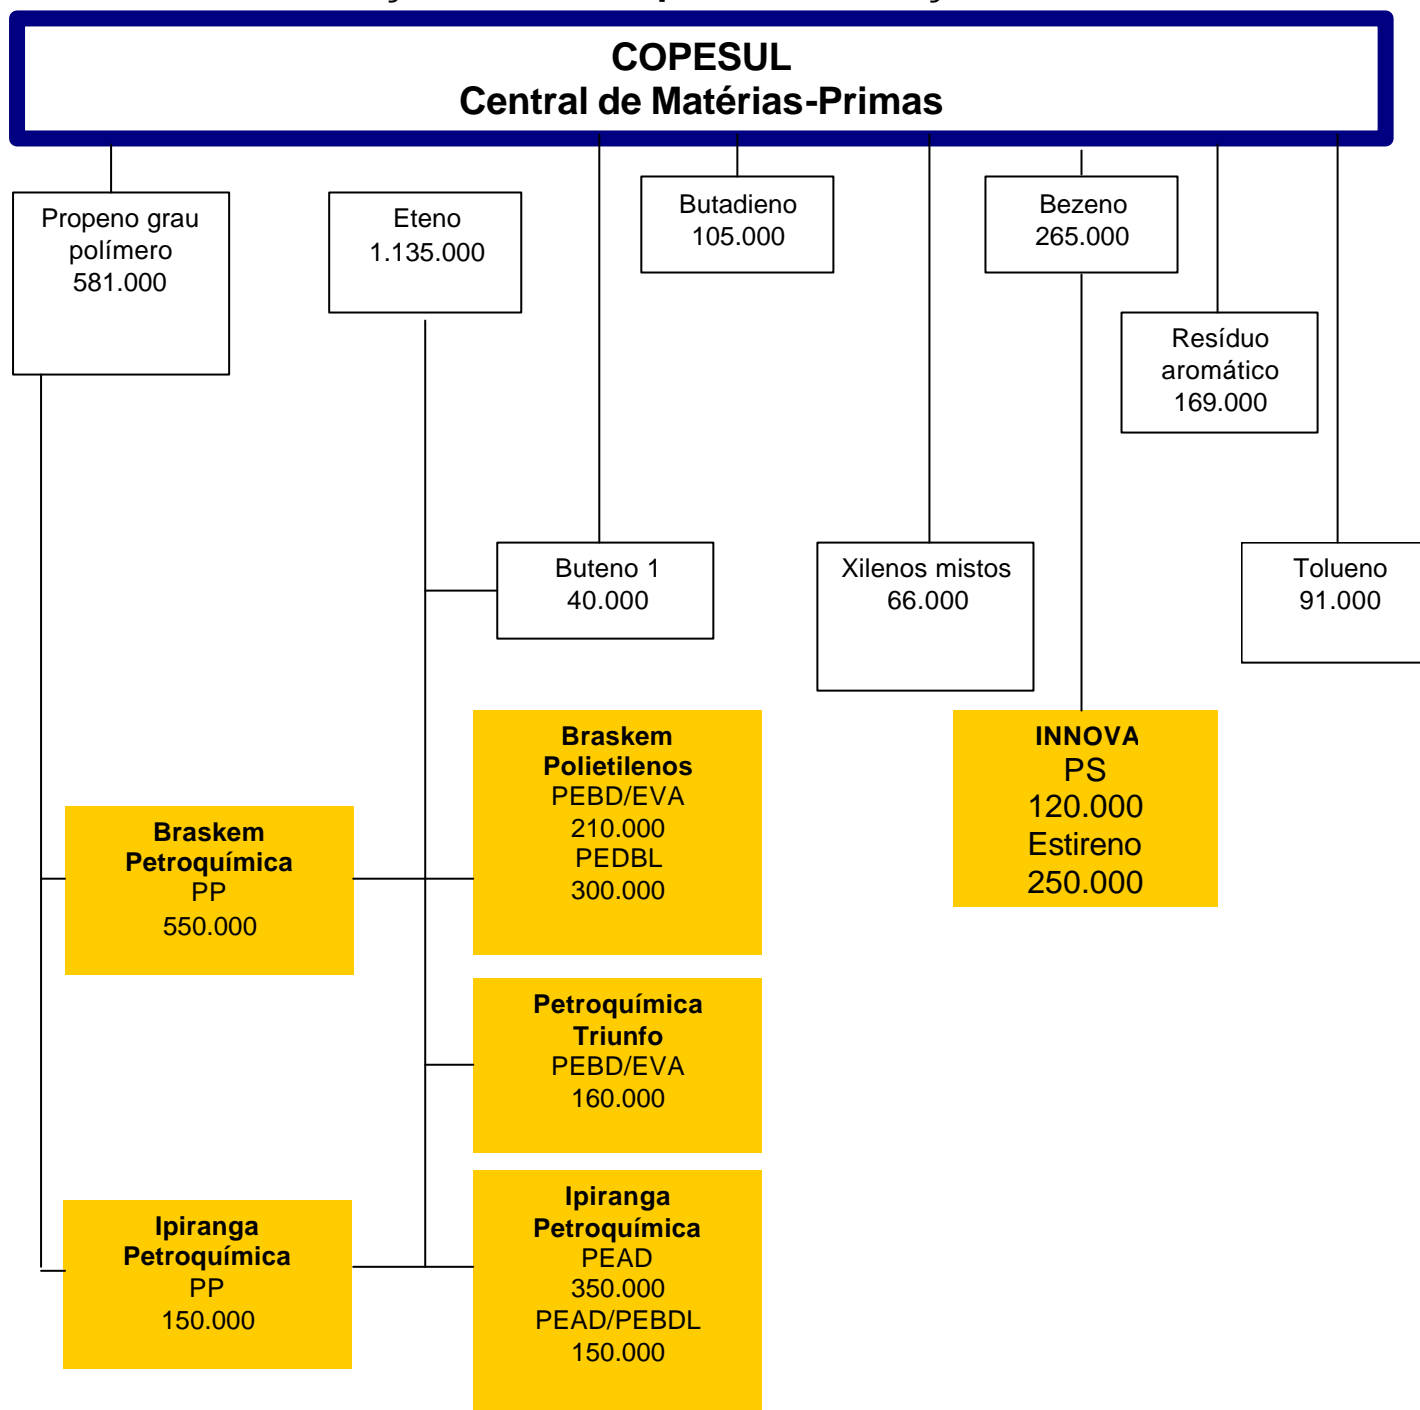 COPESUL
Central de Matérias-Primas
Propeno grau
polímero
581.000
Eteno
1.135.000
Butadieno
105.000
Bezeno
265.000
Resíduo
aromático
169.000
Buteno 1
40.000
Xilenos mistos
66.000
Tolueno
91.000
Braskem
Polietilenos
PEBD/EVA
210.000
PEDBL
300.000
INNOVA
PS
120.000
Estireno
250.000
Braskem
Petroquímica
PP
550.000
Petroquímica
Triunfo
PEBD/EVA
160.000
Ipiranga
Petroquímica
PP
150.000
Ipiranga
Petroquímica
PEAD
350.000
PEAD/PEBDL
150.000